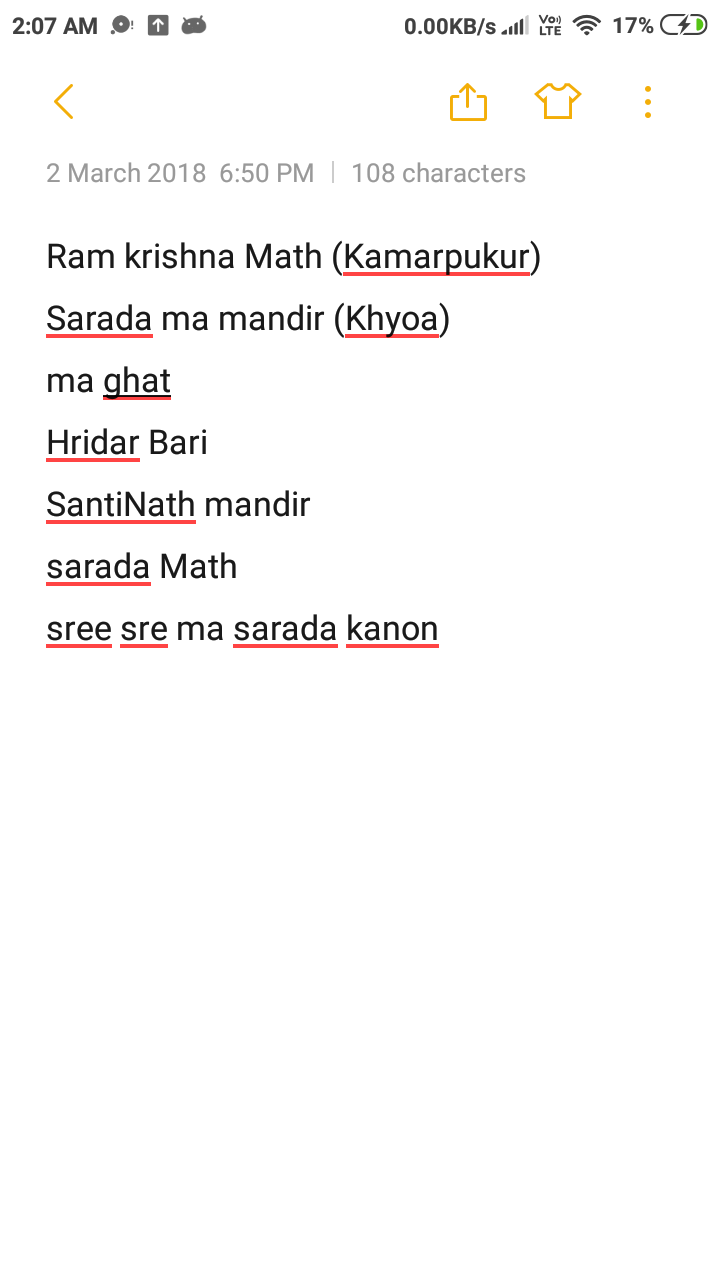 2:07 AM 0.00KB/s Vo) LTE 17%
2 March 2018 6:50 PM | 108 characters
Ram krishna Math (Kamarpukur)
Sarada ma mandir (Khyoa)
ma ghat
Hridar Bari
SantiNath mandir
sarada Math
sree sre ma sarada kanon